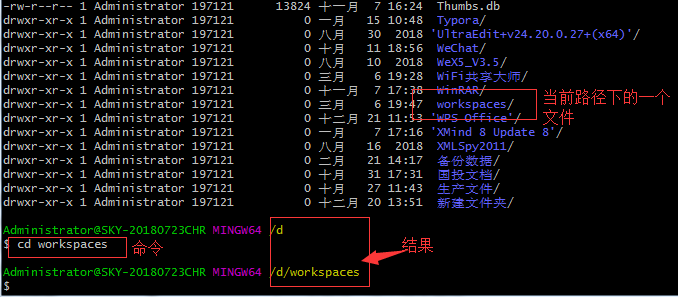 -rw-r--r-- 1 Administrator 197121 13824 十一月 7 16:24 Thumbs.db
drwxr-xr-x 1 Administrator 197121 0 一月 15 10:48 Typora/
drwxr-xr-x 1 Administrator 197121 0 八月 30 2018 'UltraEdit+v24.20.0.27+(x64)'/
drwxr-xr-x 1 Administrator 197121 0 十月 11 18:56 WeChat/
drwxr-xr-x 1 Administrator 197121 0 八月 10 2018 WeX5_V3.5/
drwxr-xr-x 1 Administrator 197121 0 三月 6 19:28 WiFi共享大师/
drwxr-xr-x 1 Administrator 197121 0 十一月 7 17:38 WinRAR/
drwxr-xr-x 1 Administrator 197121 0 三月 6 19:47 workspaces/
drwxr-xr-x 1 Administrator 197121 0 十二月 21 11:53 'WPS Office'/
drwxr-xr-x 1 Administrator 197121 0 一月 7 17:16 'XMind 8 Update 8'/
drwxr-xr-x 1 Administrator 197121 0 八月 16 2018 XMLSpy2011/
drwxr-xr-x 1 Administrator 197121 0 二月 21 14:17 备份数据/
drwxr-xr-x 1 Administrator 197121 0 十月 31 17:31 国投文档/
drwxr-xr-x 1 Administrator 197121 0 十月 27 11:43 生产文件/
drwxr-xr-x 1 Administrator 197121 0 十二月 20 13:51 新建文件夹/
当前路径下的一个
文件
Administrator@SKY-20180723CHR MINGW64 /d
$ cd workspaces
命令
结果
Administrator@SKY-20180723CHR MINGW64 /d/workspaces
$